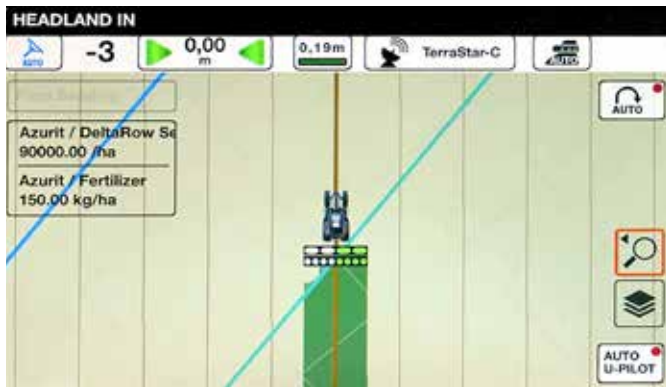 HEADLAND IN
AUTO
-3
0,00
m
0.19m
TerraStar-C
AUTO
AUTO
Azurit / DeltaRow Se
90000.00 /ha
Azurit / Fertilizer
150.00 kg/ha
AUTO
U-PILOT